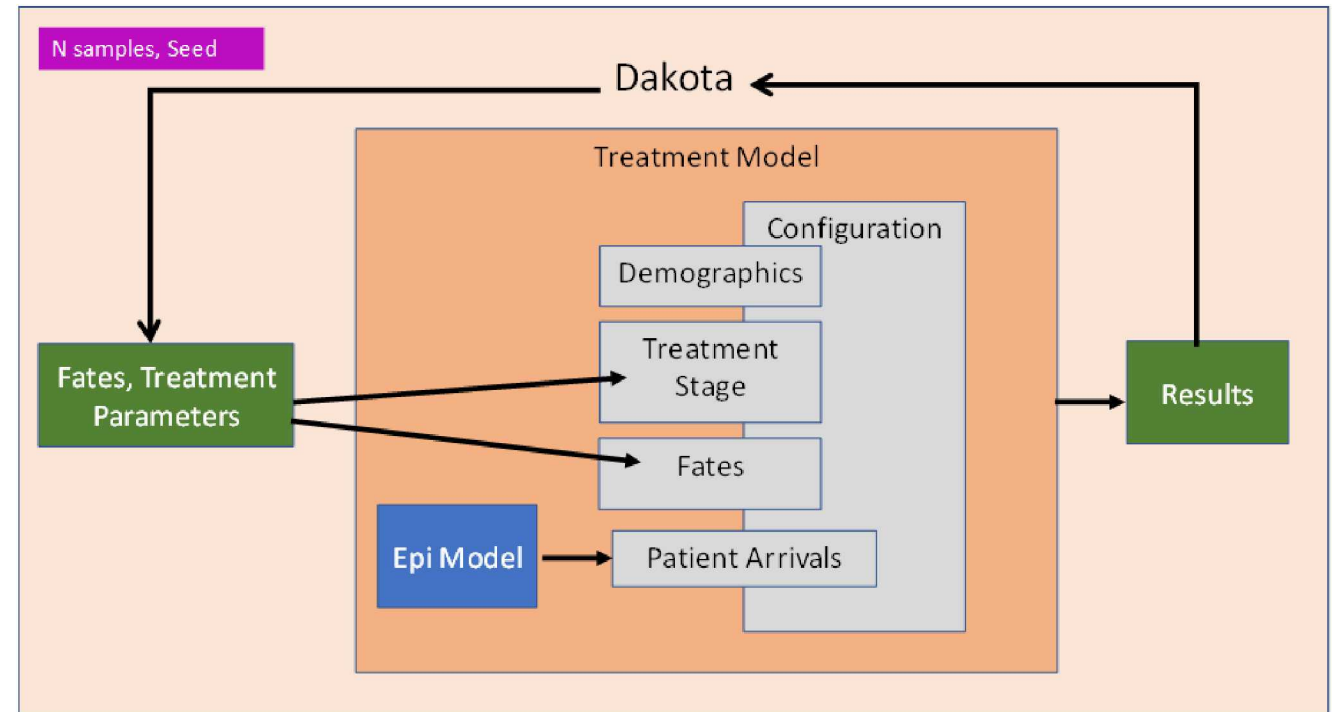 N samples, Seed
Dakota
Treatment Model
Configuration
Demographics
Treatment
Stage
Fates, Treatment
Parameters
Results
Fates
Epi Model
Patient Arrivals